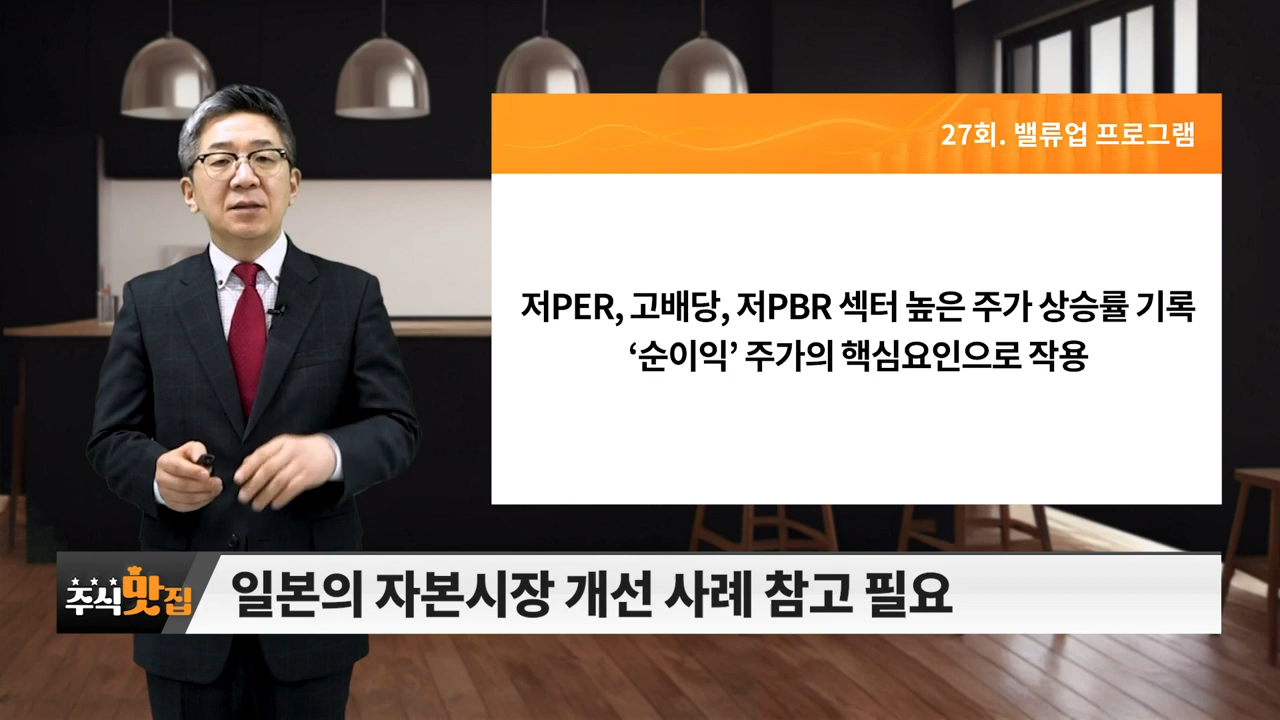 27회. 밸류업 프로그램
저PER, 고배당, 저PBR 섹터 높은 주가 상승률 기록
‘순이익’ 주가의 핵심요인으로 작용
주식맛집
일본의 자본시장 개선 사례 참고 필요